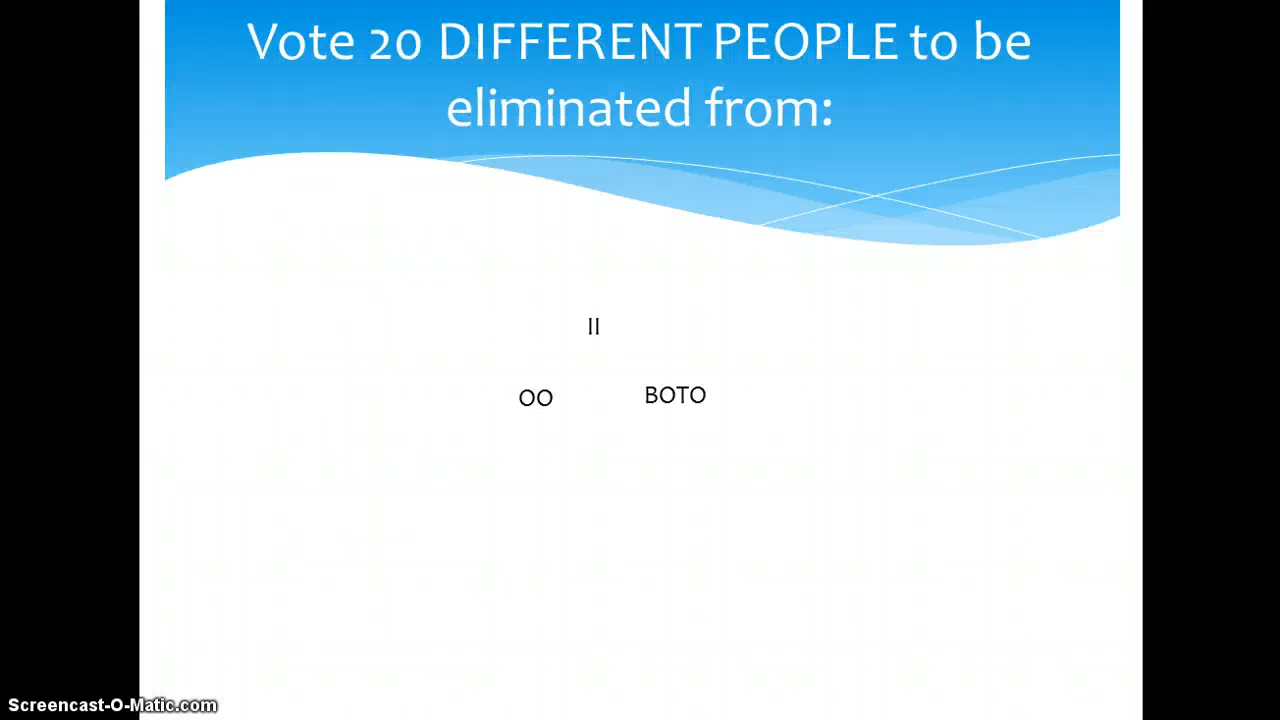 Vote 20 DIFFERENT PEOPLE to be
eliminated from:
II
OO
BOTO
Screencast-O-Matic.com